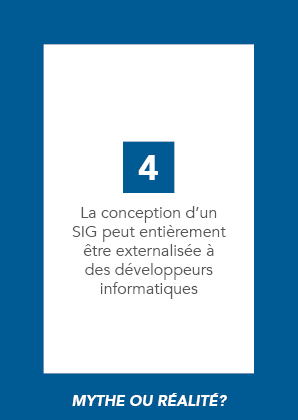 4
La conception d’un
SIG peut entièrement
être externalisée à
des développeurs
informatiques
MYTHE OU RÉALITÉ?